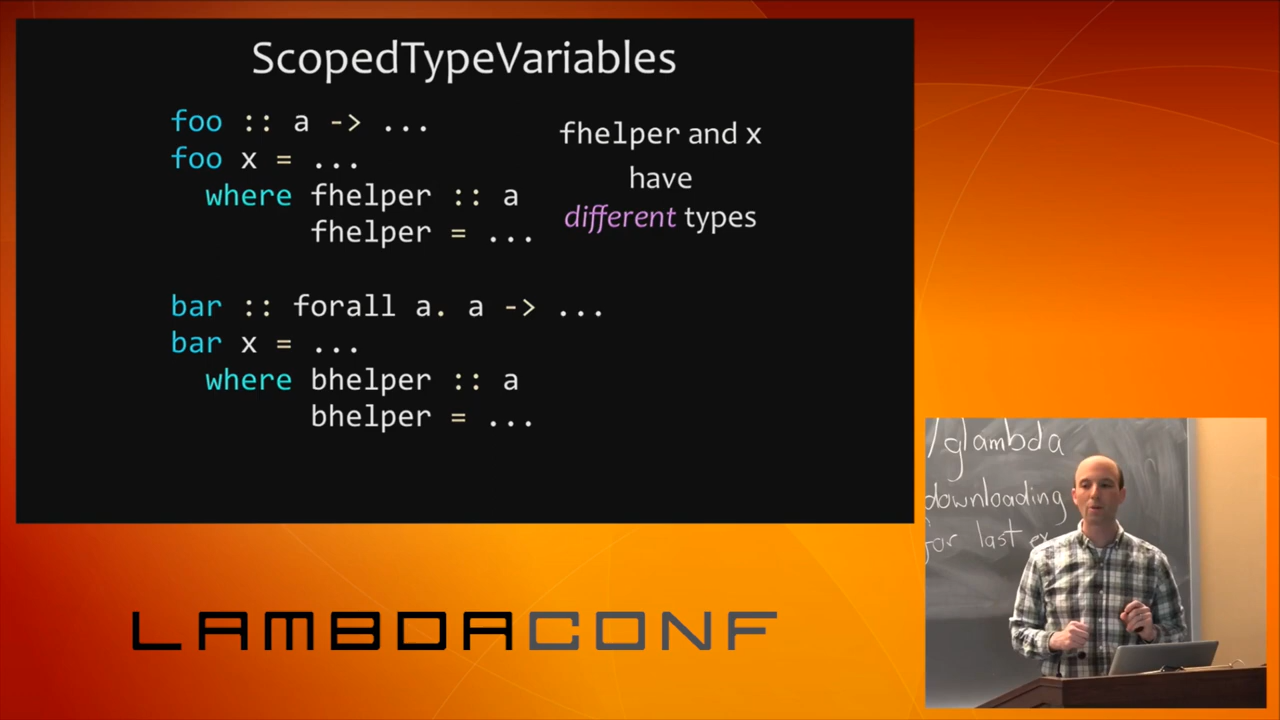 ScopedTypeVariables
foo :: a -> ...
foo x = ...
where fhelper :: a
fhelper = ...
fhelper and x
have
different types
bar :: forall a. a -> ...
bar x = ...
where bhelper :: a
bhelper = ...
/glambda
downloading
for last ex
LAMBDACONF